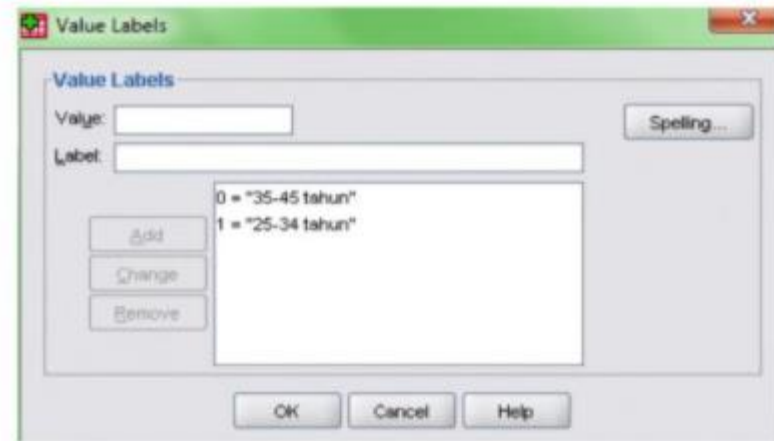 Value Labels
Value Labels
Value:
Spelling...
Label:
0 = "35-45 tahun"
1 = "25-34 tahun"
Add
Change
Remove
OK
Cancel
Help